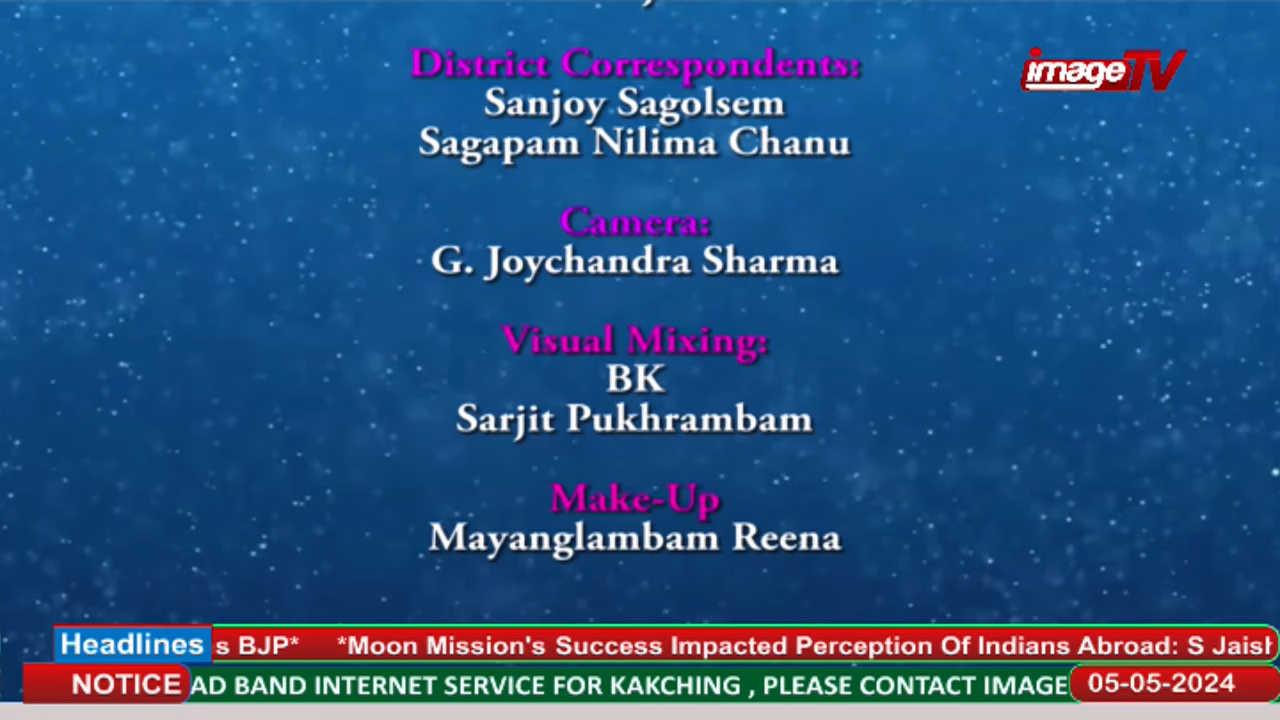 District Correspondents:
imageTV
Sanjoy Sagolsem
Sagapam Nilima Chanu
Camera:
G. Joychandra Sharma
Visual Mixing:
BK
Sarjit Pukhrambam
Make-Up
Mayanglambam Reena
Headlines s BJP* *Moon Mission's Success Impacted Perception Of Indians Abroad: S
NOTICE AD BAND INTERNET SERVICE FOR KAKCHING , PLEASE CONTACT IMAGE 05-05-2024